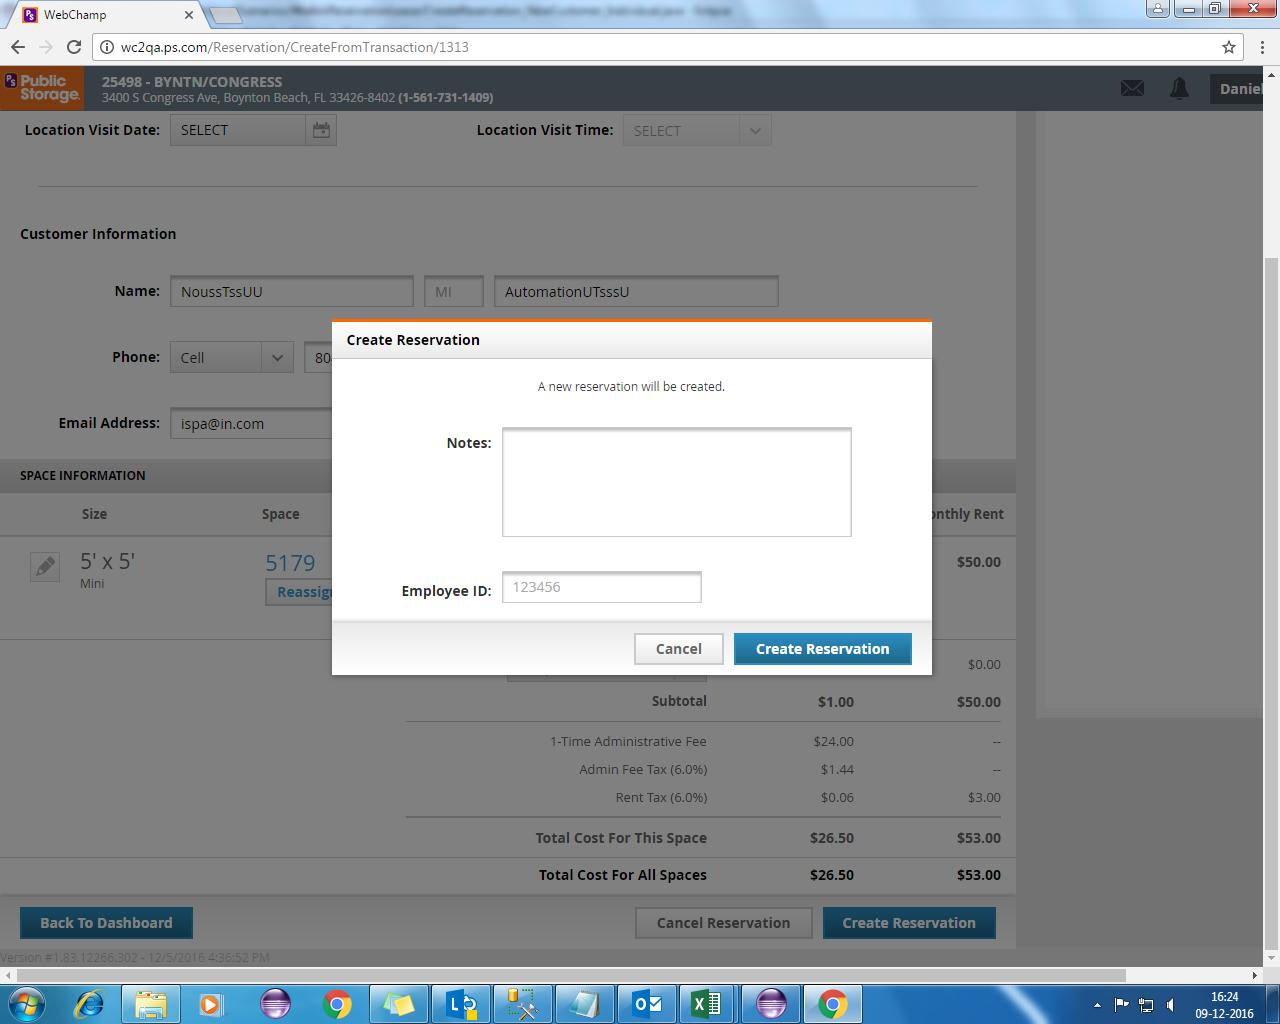 WebChamp
wc2qa.ps.com/Reservation/CreateFromTransaction/1313
PS Public Storage.
25498 - BYNTN/CONGRESS
3400 S Congress Ave, Boynton Beach, FL 33426-8402 (1-561-731-1409)
Daniel
Location Visit Date: SELECT
Location Visit Time: SELECT
Customer Information
Name: NoussTssUU MI AutomationUTsssU
Phone: Cell 80
Email Address: ispa@in.com
Create Reservation
A new reservation will be created.
Notes:
Employee ID: 123456
Cancel Create Reservation
SPACE INFORMATION
Size Space onthly Rent
5' x 5' 5179 $50.00
Mini Reassig
$0.00
Subtotal $1.00 $50.00
1-Time Administrative Fee $24.00 --
Admin Fee Tax (6.0%) $1.44 --
Rent Tax (6.0%) $0.06 $3.00
Total Cost For This Space $26.50 $53.00
Total Cost For All Spaces $26.50 $53.00
Back To Dashboard Cancel Reservation Create Reservation
Version #1.83.12266.302 - 12/5/2016 4:36:52 PM
16:24
09-12-2016